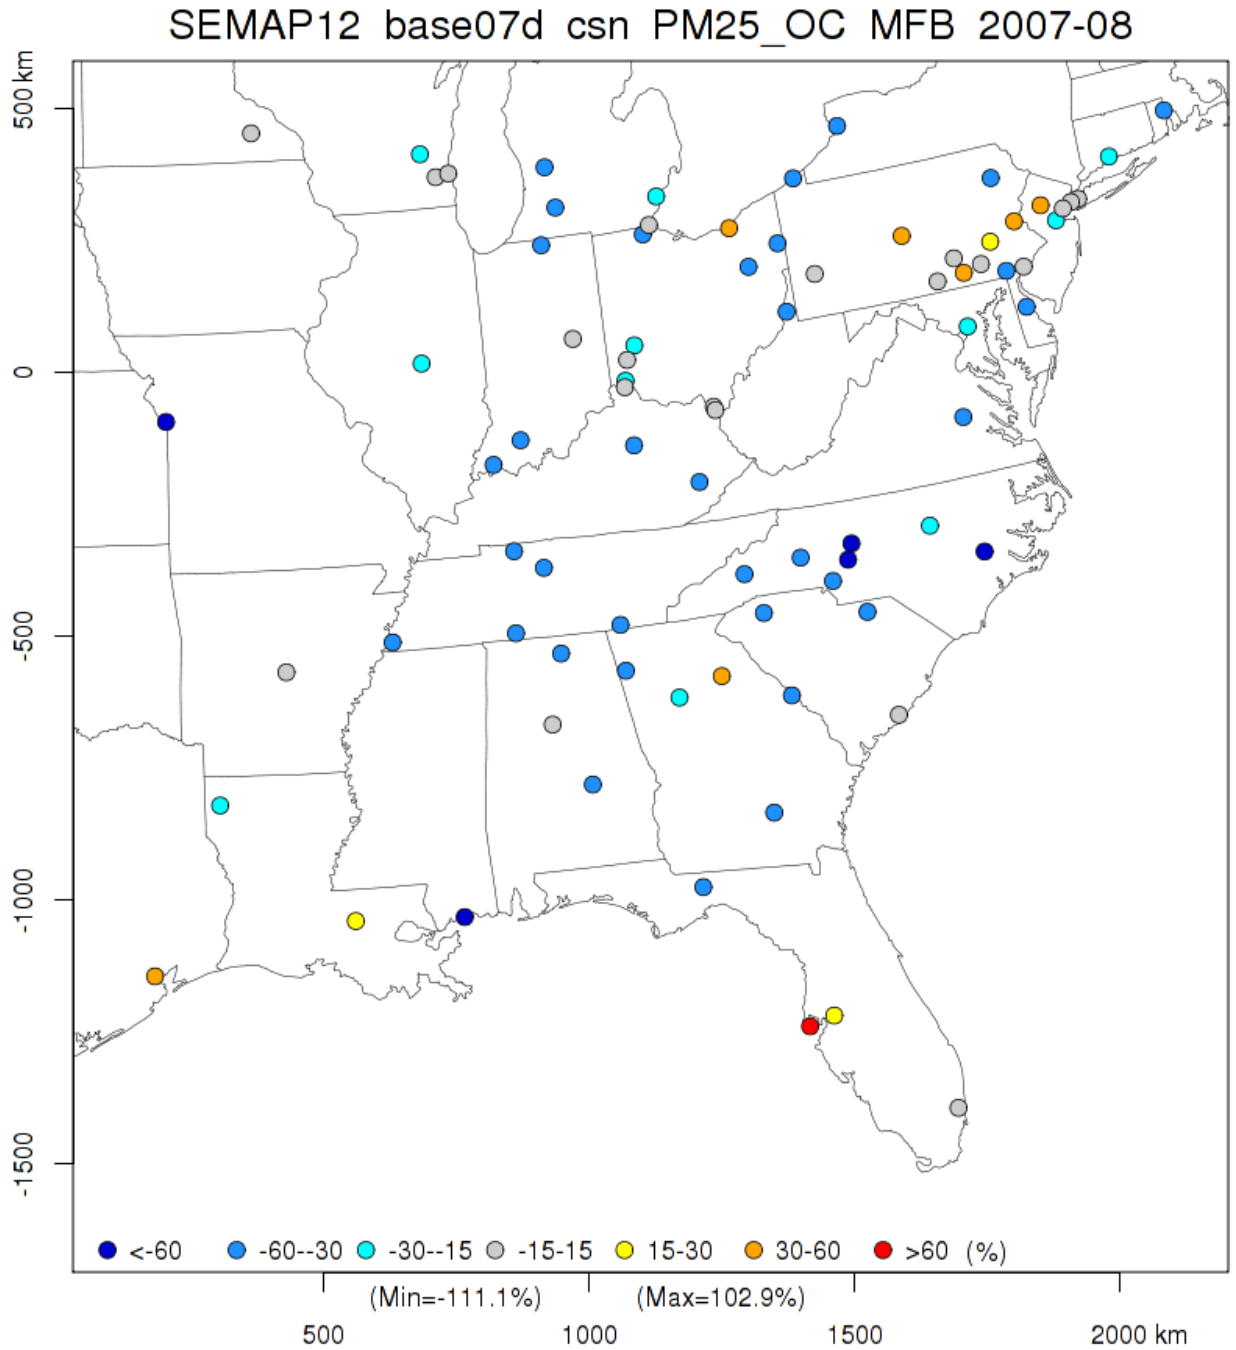 SEMAP12 base07d csn PM25_OC MFB 2007-08
500 km
0
-500
-1000
-1500
<-60 -60--30 -30--15 -15-15 15-30 30-60 >60 (%)
(Min=-111.1%) (Max=102.9%)
500 1000 1500 2000 km